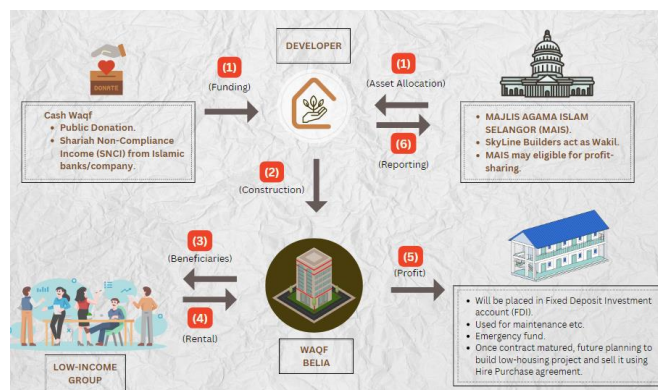 DEVELOPER
DONATE
(1)
(Funding)
(1)
(Asset Allocation)
(6)
(Reporting)
Cash Waqf
• Public Donation.
• Shariah Non-Compliance
Income (SNCI) from Islamic
banks/company.
• MAJLIS AGAMA ISLAM
SELANGOR (MAIS).
• SkyLine Builders act as Wakil.
• MAIS may eligible for profit-
sharing.
(2)
(Construction)
(3)
(Beneficiaries)
(4)
(Rental)
(5)
(Profit)
LOW-INCOME
GROUP
WAQF
BELIA
• Will be placed in Fixed Deposit Investment
account (FDI).
• Used for maintenance etc.
• Emergency fund.
• Once contract matured, future planning to
build low-housing project and sell it using
Hire Purchase agreement.